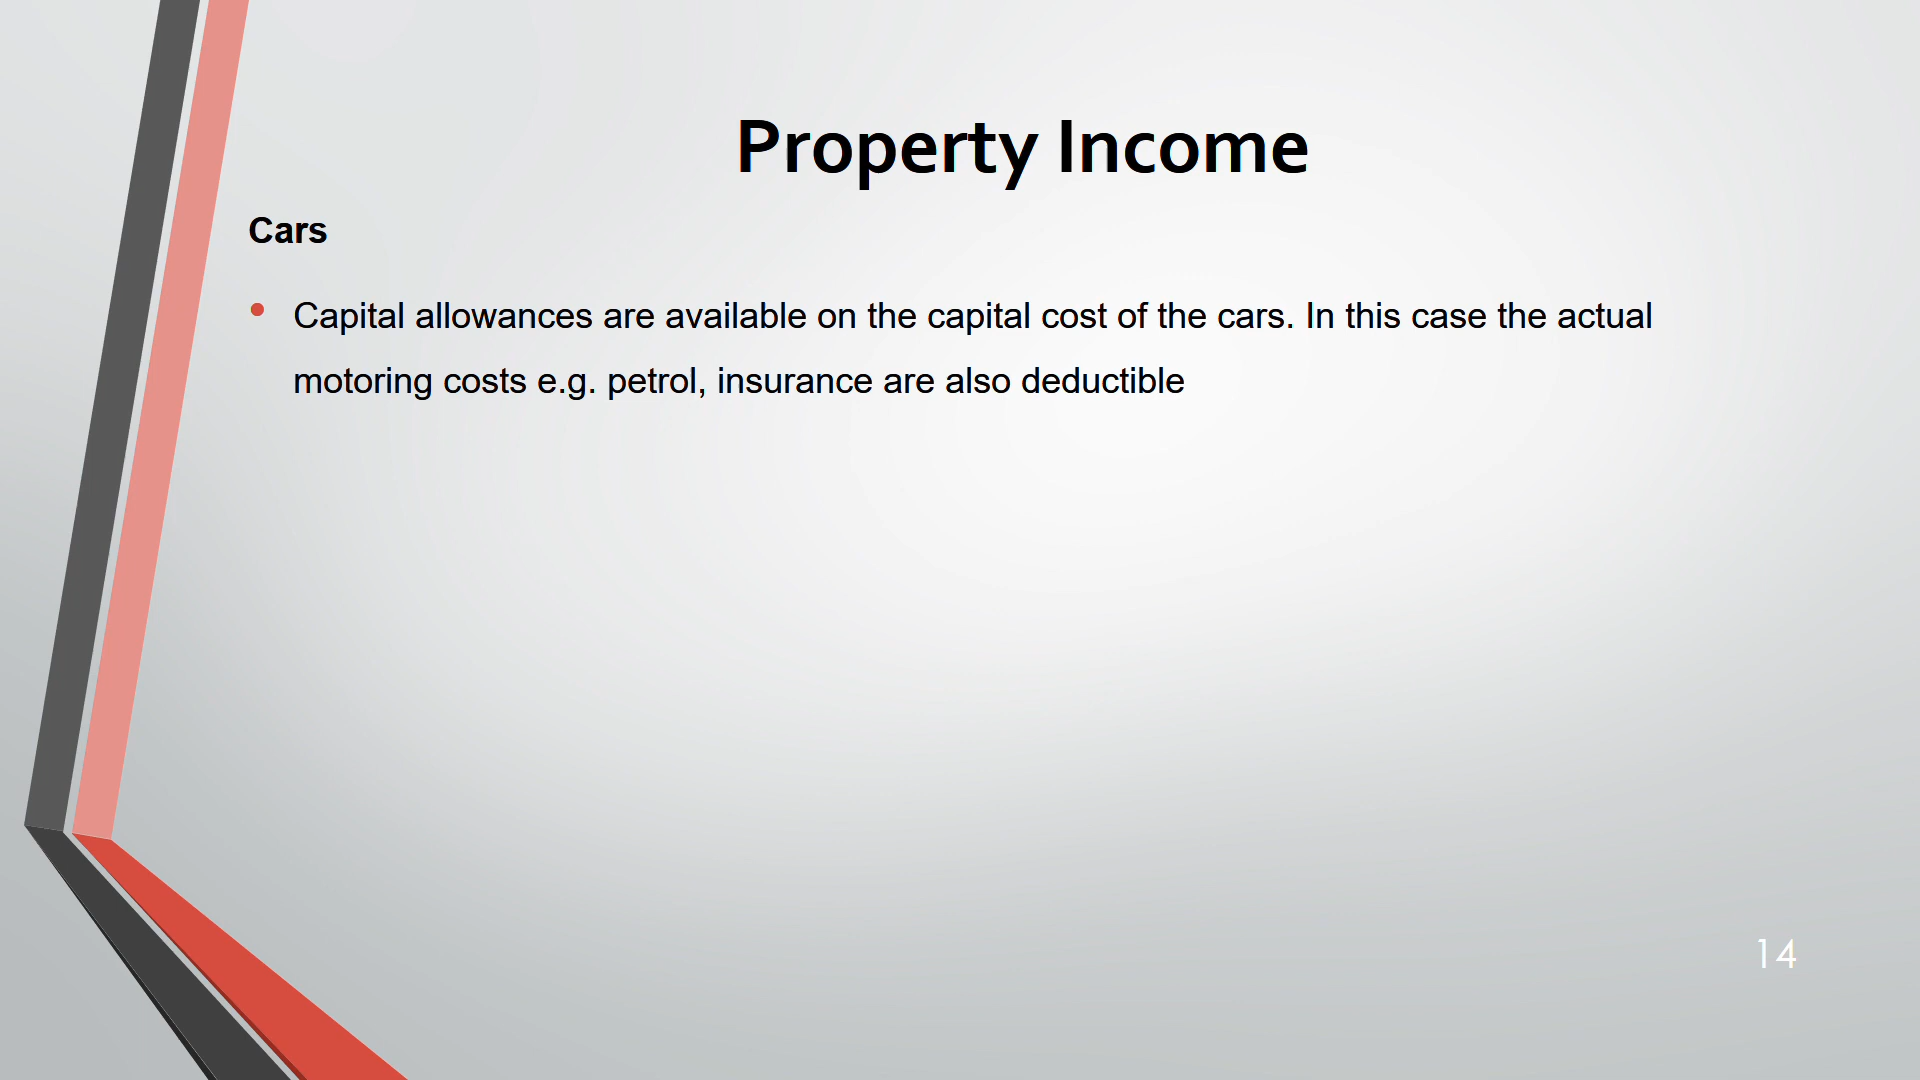 Property Income
Cars
Capital allowances are available on the capital cost of the cars. In this case the actual
motoring costs e.g. petrol, insurance are also deductible
14